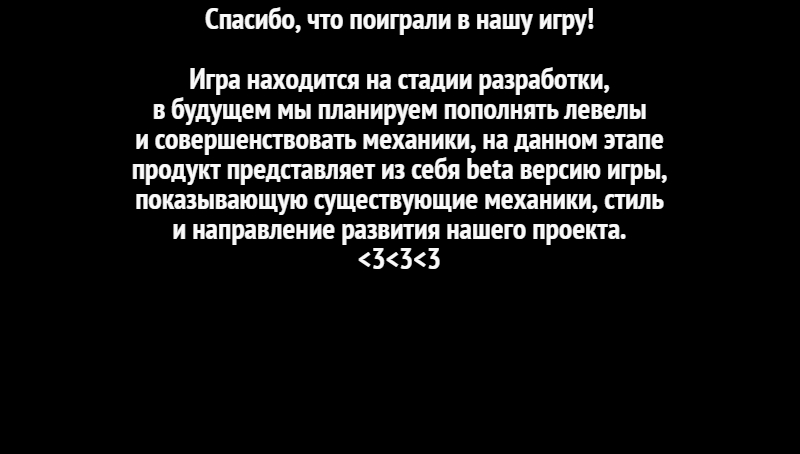 Спасибо, что поиграли в нашу игру!
Игра находится на стадии разработки,
в будущем мы планируем пополнять левелы
и совершенствовать механики, на данном этапе
продукт представляет из себя beta версию игры,
показывающую существующие механики, стиль
и направление развития нашего проекта.
<3<3<3